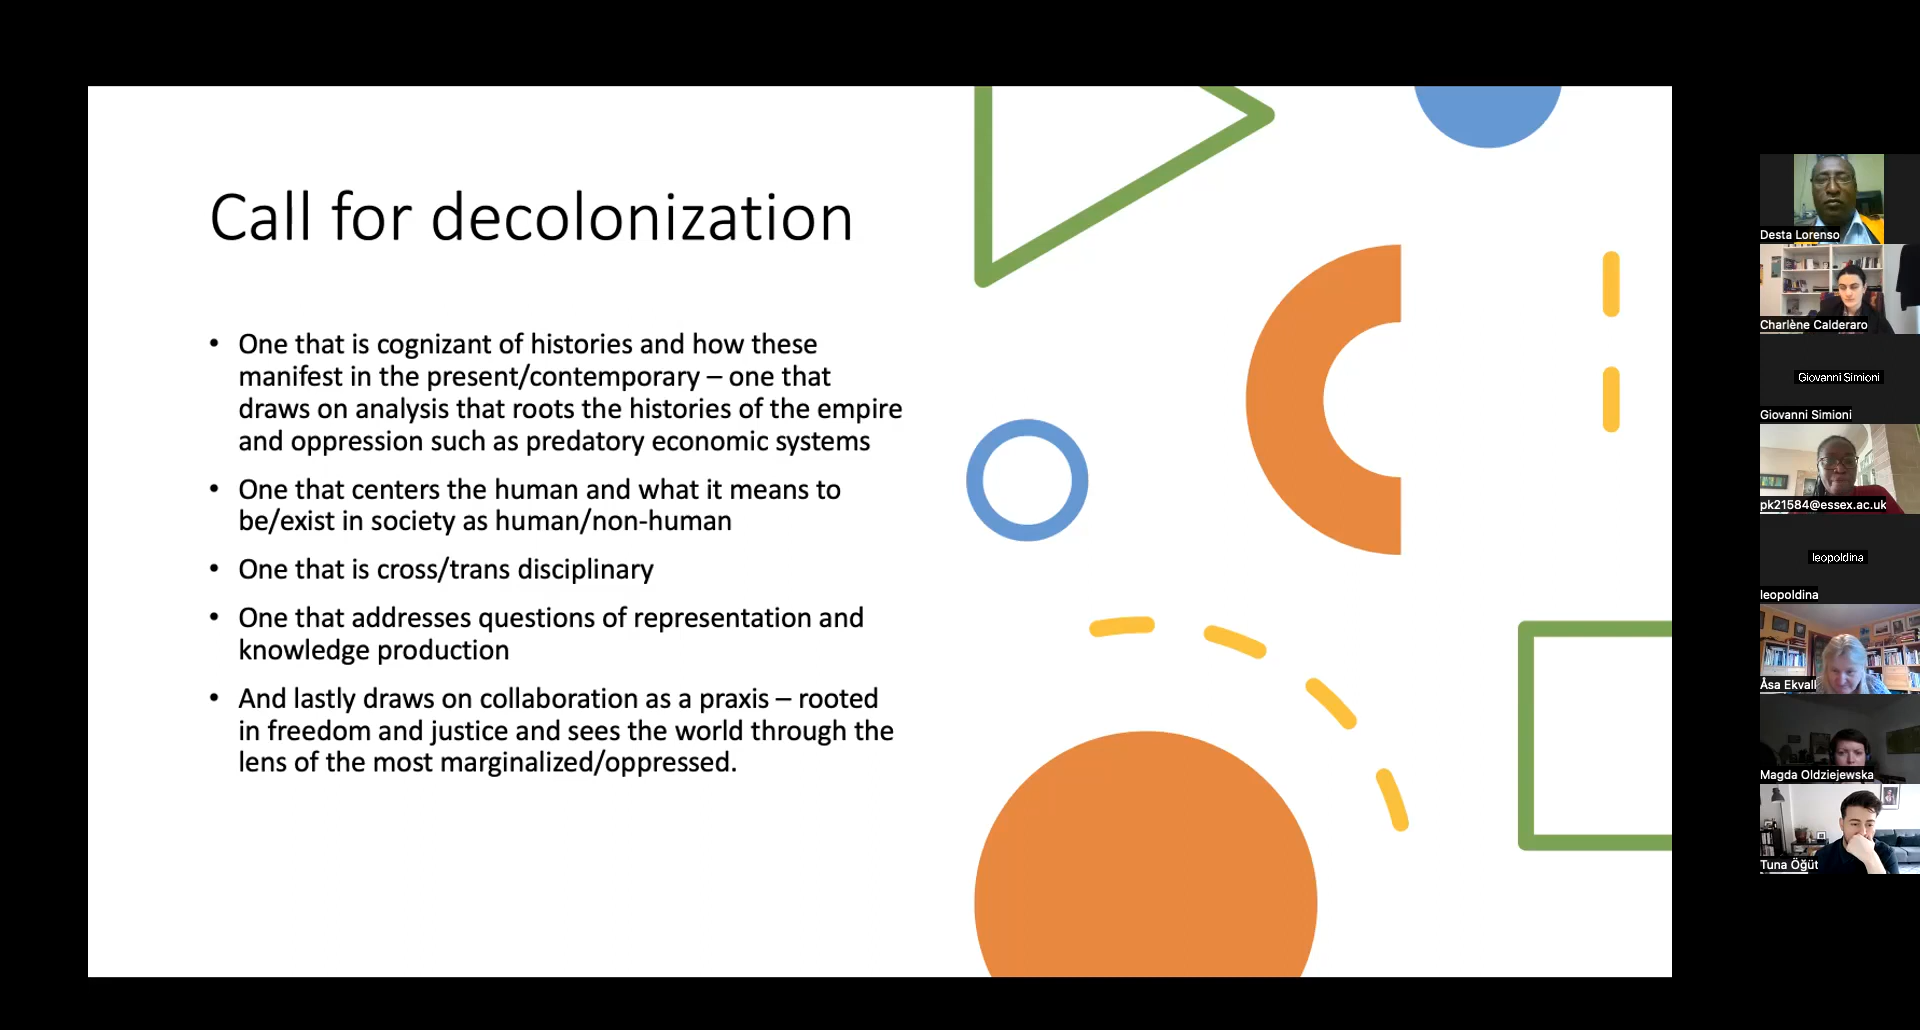 Call for decolonization
• One that is cognizant of histories and how these
manifest in the present/contemporary – one that
draws on analysis that roots the histories of the empire
and oppression such as predatory economic systems
• One that centers the human and what it means to
be/exist in society as human/non-human
• One that is cross/trans disciplinary
• One that addresses questions of representation and
knowledge production
• And lastly draws on collaboration as a praxis – rooted
in freedom and justice and sees the world through the
lens of the most marginalized/oppressed.
Desta Lorenso
Charlène Calderaro
Giovanni Simioni
Giovanni Simioni
pk21584@essex.ac.uk
leopoldina
leopoldina
Åsa Ekvall
Magda Oldziejewska
Tuna Öğüt